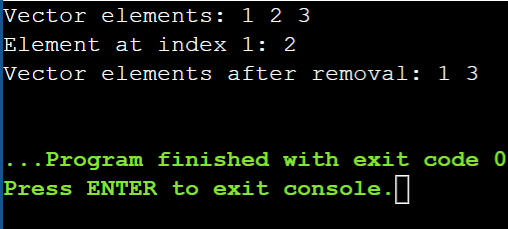 Vector elements: 1 2 3
Element at index 1: 2
Vector elements after removal: 1 3
...Program finished with exit code 0
Press ENTER to exit console.